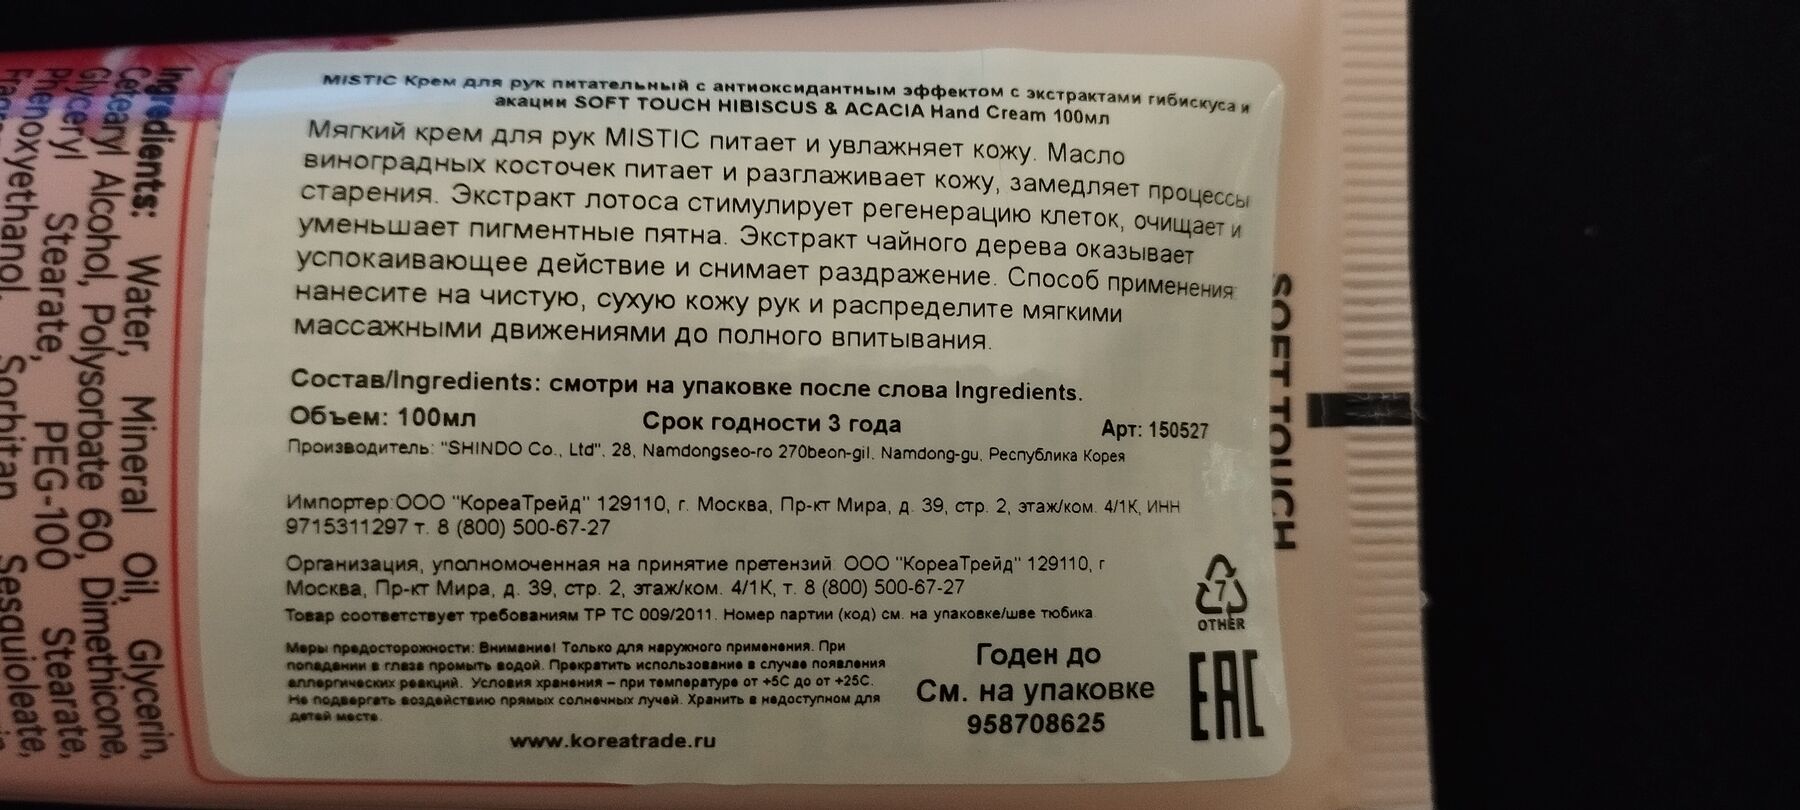 MISTIC Крем для рук питательный с антиоксидантным эффектом с экстрактами гибискуса и
акации SOFT TOUCH HIBISCUS & ACACIA Hand Cream 100мл
Мягкий крем для рук MISTIC питает и увлажняет кожу. Масло
виноградных косточек питает и разглаживает кожу, замедляет процессы
старения. Экстракт лотоса стимулирует регенерацию клеток, очищает и
уменьшает пигментные пятна. Экстракт чайного дерева оказывает
успокаивающее действие и снимает раздражение. Способ применения:
нанесите на чистую, сухую кожу рук и распределите мягкими
массажными движениями до полного впитывания.
Состав/Ingredients: смотри на упаковке после слова Ingredients.
Объем: 100мл Срок годности 3 года Арт: 150527
Производитель: "SHINDO Co., Ltd". 28, Namdongseo-ro 270beon-gil. Namdong-gu, Республика Корея
Импортер:ООО "КореаТрейд" 129110, г. Москва, Пр-кт Мира, д. 39, стр. 2, этаж/ком. 4/1К, ИНН
9715311297 т. 8 (800) 500-67-27
Организация, уполномоченная на принятие претензий: ООО "КореаТрейд" 129110, г
Москва, Пр-кт Мира, д. 39, стр. 2, этаж/ком. 4/1К, т. 8 (800) 500-67-27
Товар соответствует требованиям ТР ТС 009/2011. Номер партии (код) см. на упаковке/шве тюбика
Меры предосторожности: Внимание! Только для наружного применения. При
попадании в глаза промыть водой. Прекратить использование в случае появления
аллергических реакций. Условия хранения – при температуре от +5С до от +25С.
Не подвергать воздействию прямых солнечных лучей. Хранить в недоступном для
детей месте.
www.koreatrade.ru
Годен до
См. на упаковке
958708625
7
OTHER
EAC
SOFT TOUCH
Ingredients: Water, Mineral Oil, Glycerin,
Cetearyl Alcohol, Polysorbate 60, Dimethicone,
Glyceryl Stearate, PEG-100 Stearate,
Phenoxyethanol, Sorbitan Sesquioleate,